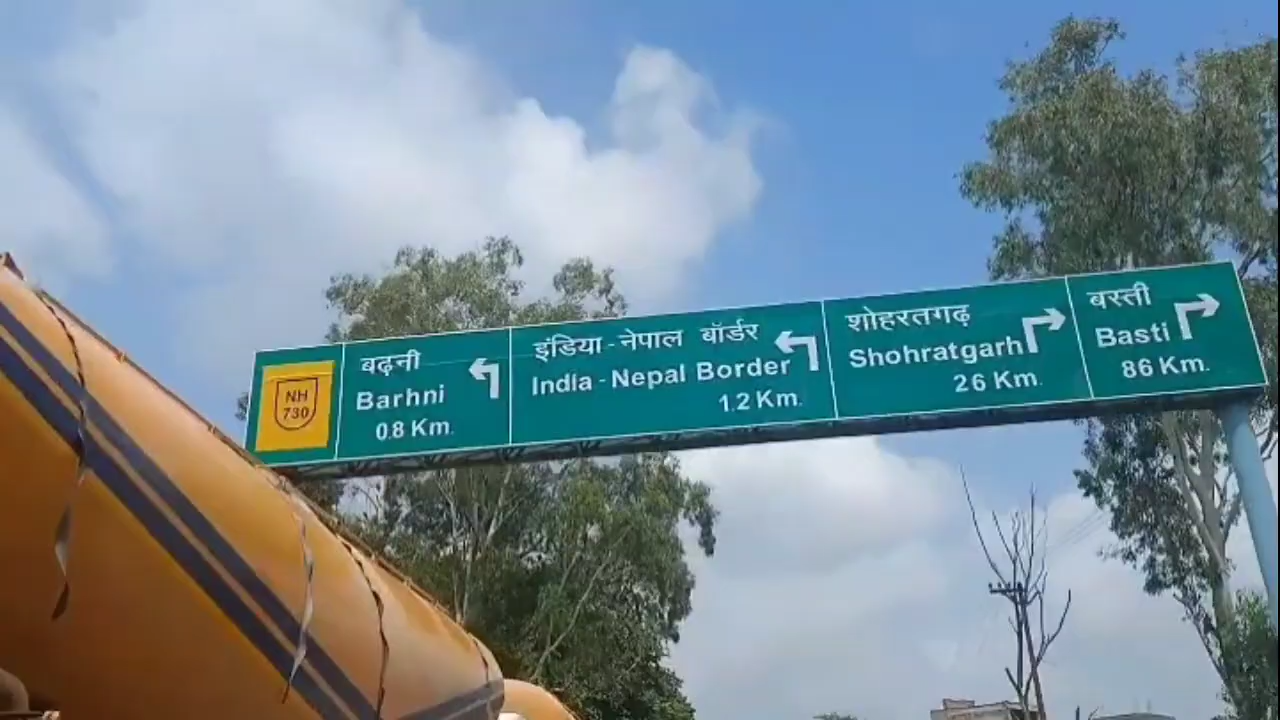 NH
730
बढ़नी
Barhni
0.8 Km.
इंडिया - नेपाल बॉर्डर
India - Nepal Border
1.2 Km.
शोहरतगढ़
Shohratgarh
26 Km.
बस्ती
Basti
86 Km.